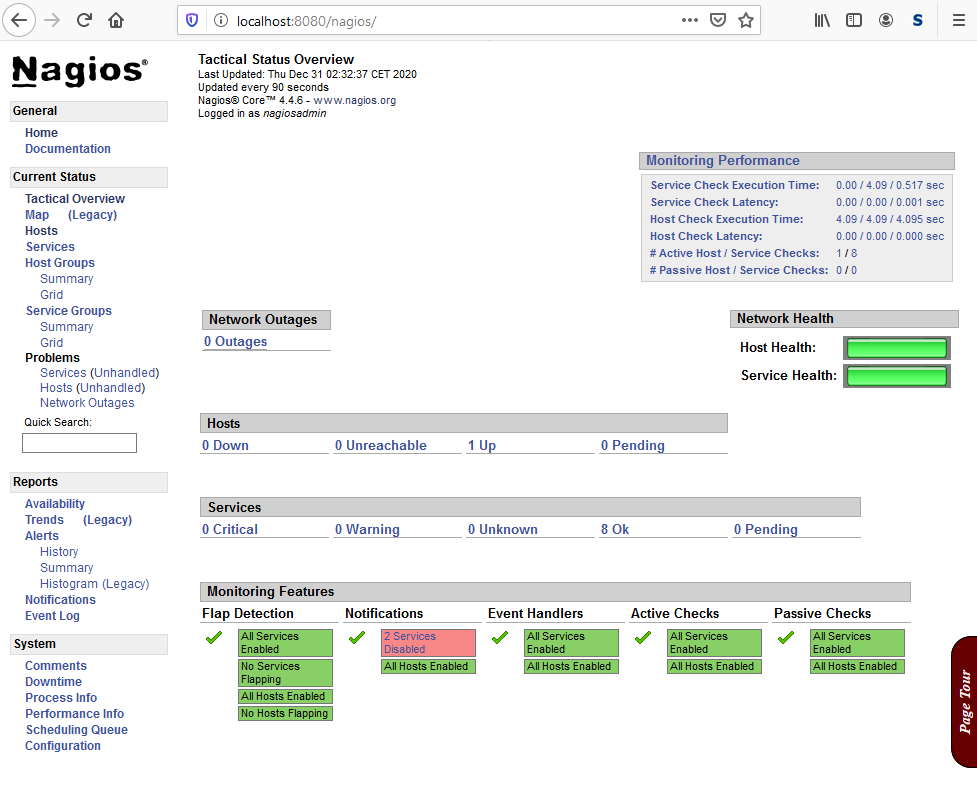 localhost:8080/nagios/
S
Nagios®
General
Home
Documentation
Current Status
Tactical Overview
Map (Legacy)
Hosts
Services
Host Groups
Summary
Grid
Service Groups
Summary
Grid
Problems
Services (Unhandled)
Hosts (Unhandled)
Network Outages
Quick Search:
Reports
Availability
Trends (Legacy)
Alerts
History
Summary
Histogram (Legacy)
Notifications
Event Log
System
Comments
Downtime
Process Info
Performance Info
Scheduling Queue
Configuration
Tactical Status Overview
Last Updated: Thu Dec 31 02:32:37 CET 2020
Updated every 90 seconds
Nagios® Core™ 4.4.6 - www.nagios.org
Logged in as nagiosadmin
Monitoring Performance
Service Check Execution Time: 0.00 / 4.09 / 0.517 sec
Service Check Latency: 0.00 / 0.00 / 0.001 sec
Host Check Execution Time: 4.09 / 4.09 / 4.095 sec
Host Check Latency: 0.00 / 0.00 / 0.000 sec
# Active Host / Service Checks: 1 / 8
# Passive Host / Service Checks: 0 / 0
Network Outages
0 Outages
Network Health
Host Health:
Service Health:
Hosts
0 Down 0 Unreachable 1 Up 0 Pending
Services
0 Critical 0 Warning 0 Unknown 8 Ok 0 Pending
Monitoring Features
Flap Detection Notifications Event Handlers Active Checks Passive Checks
All Services
Enabled
No Services
Flapping
All Hosts Enabled
No Hosts Flapping
2 Services
Disabled
All Hosts Enabled
All Services
Enabled
All Hosts Enabled
All Services
Enabled
All Hosts Enabled
All Services
Enabled
All Hosts Enabled
Page Tour